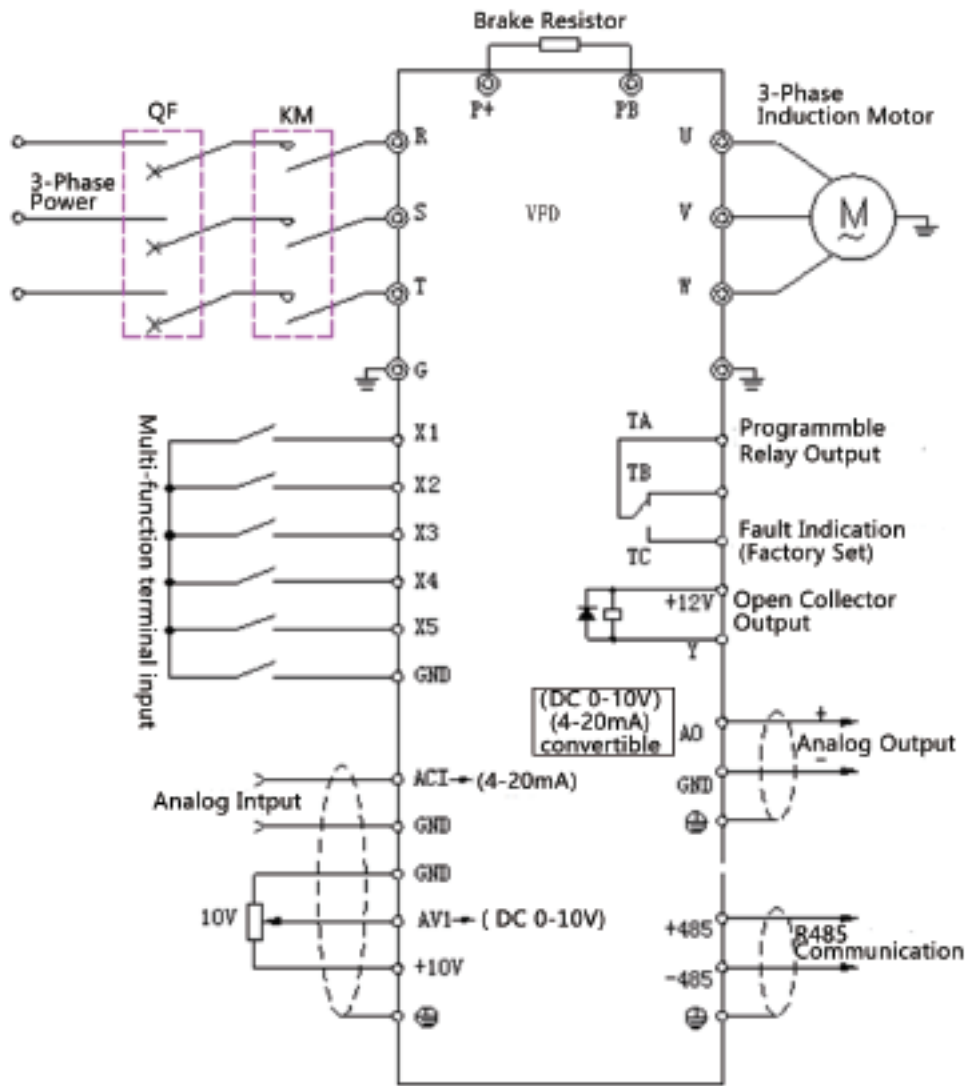 Brake Resistor
P+
PB
QF
KM
3-Phase
Induction Motor
R
U
3-Phase
Power
S
VFD
V
M
~
T
W
G
Multi-function terminal input
X1
X2
X3
X4
X5
GND
TA
Programmble
Relay Output
TB
Fault Indication
(Factory Set)
TC
+12V
Open Collector
Output
Y
(DC 0-10V)
(4-20mA)
convertible
AO
+
Analog Output
-
GND
ACI
(4-20mA)
Analog Intput
GND
GND
10V
AV1
( DC 0-10V)
+10V
+485
R485
Communication
-485